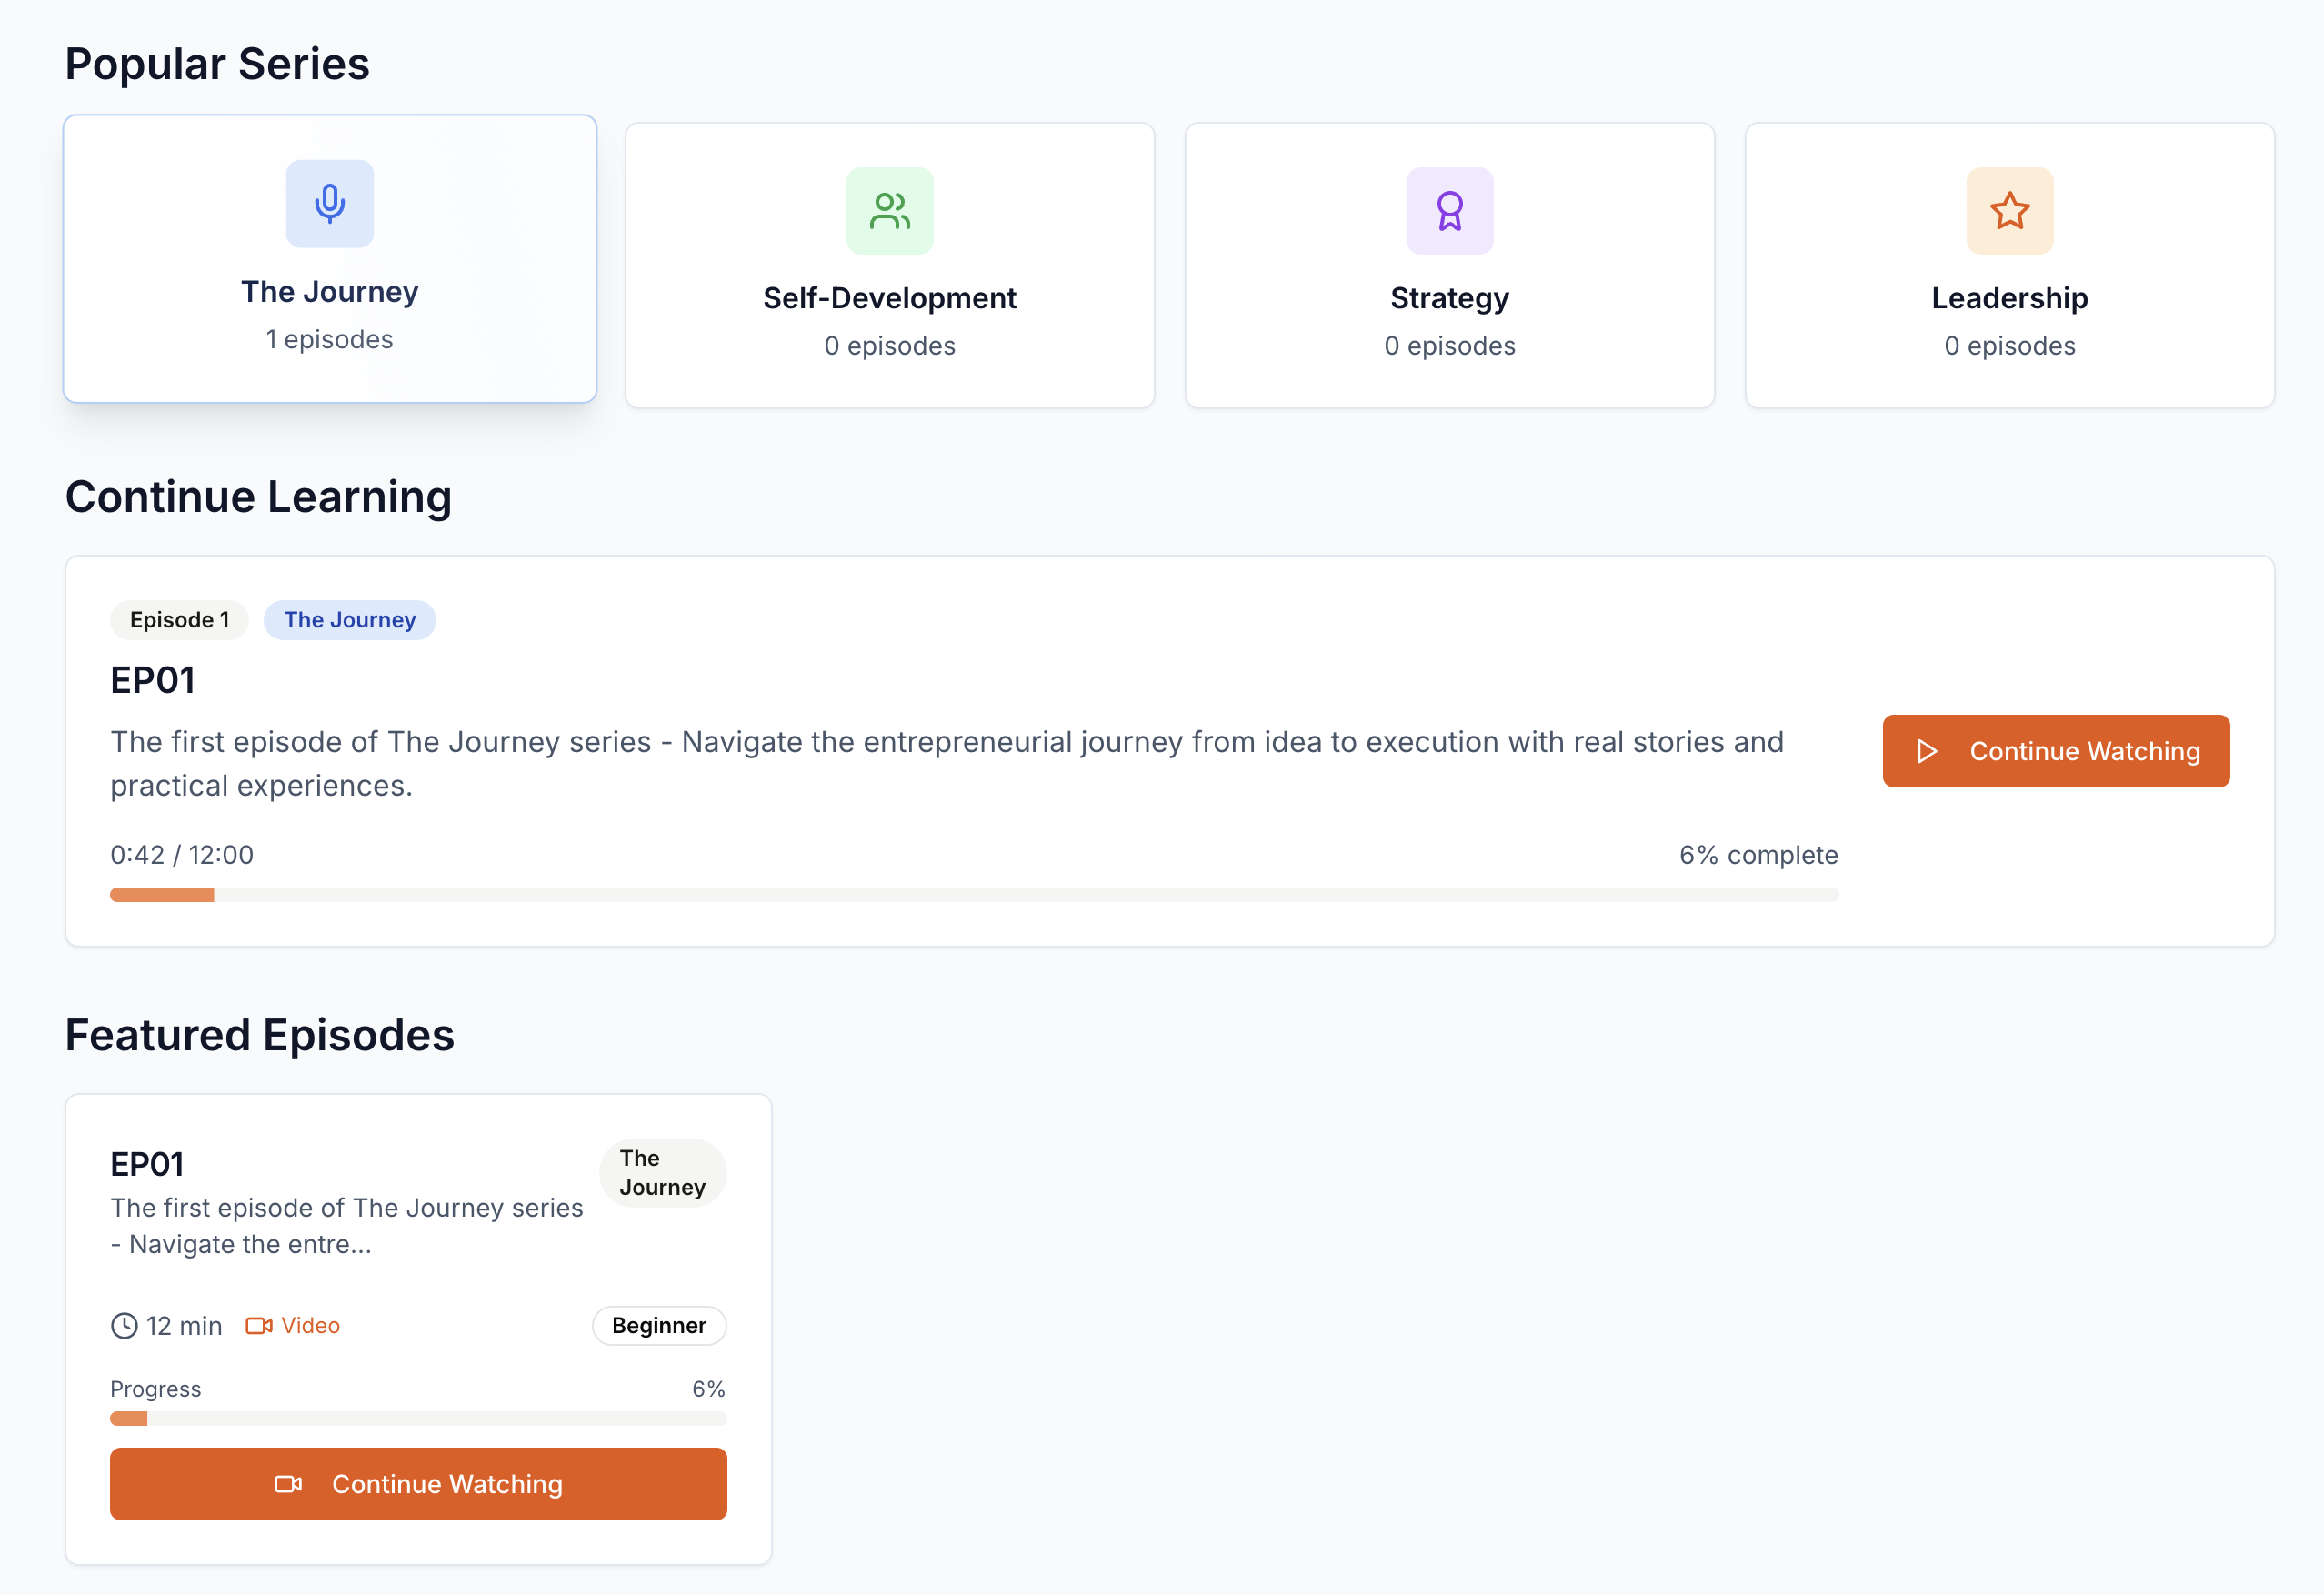 Popular Series
The Journey
1 episodes
Self-Development
0 episodes
Strategy
0 episodes
Leadership
0 episodes
Continue Learning
Episode 1
The Journey
EP01
The first episode of The Journey series - Navigate the entrepreneurial journey from idea to execution with real stories and
practical experiences.
Continue Watching
0:42 / 12:00
6% complete
Featured Episodes
EP01
The
Journey
The first episode of The Journey series
- Navigate the entre...
12 min
Video
Beginner
Progress
6%
Continue Watching